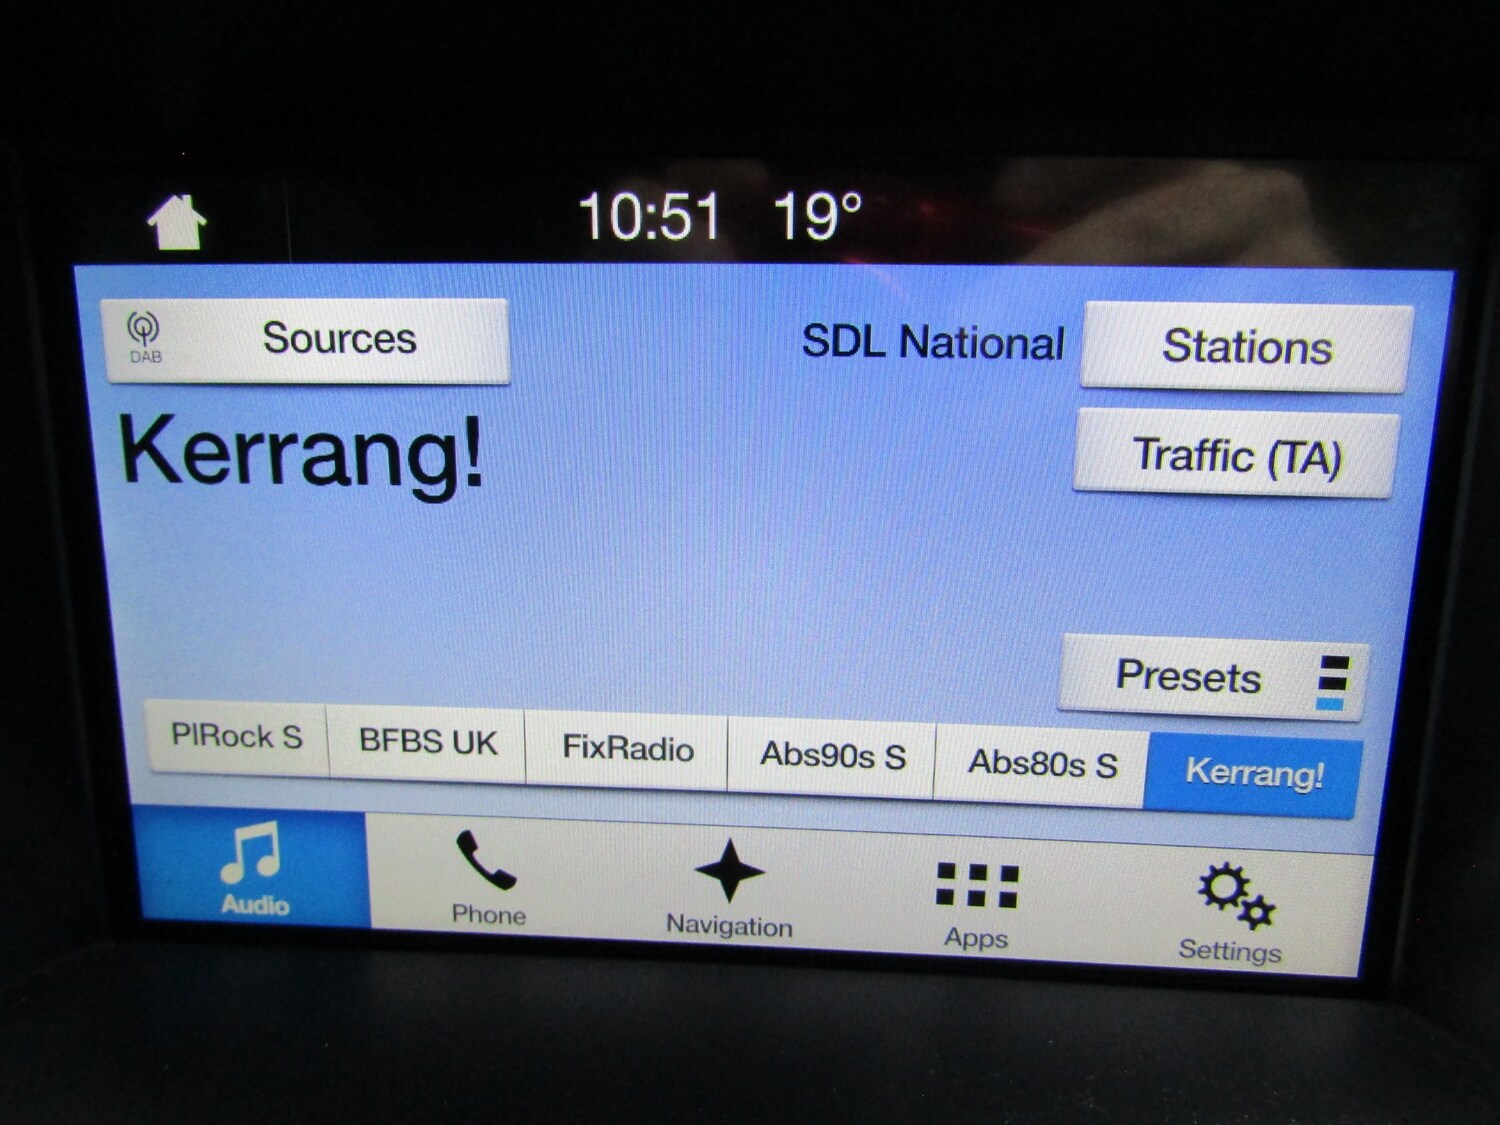 10:51 19°
DAB
Sources
SDL National
Stations
Kerrang!
Traffic (TA)
Presets
PlRock S
BFBS UK
FixRadio
Abs90s S
Abs80s S
Kerrang!
Audio
Phone
Navigation
Apps
Settings